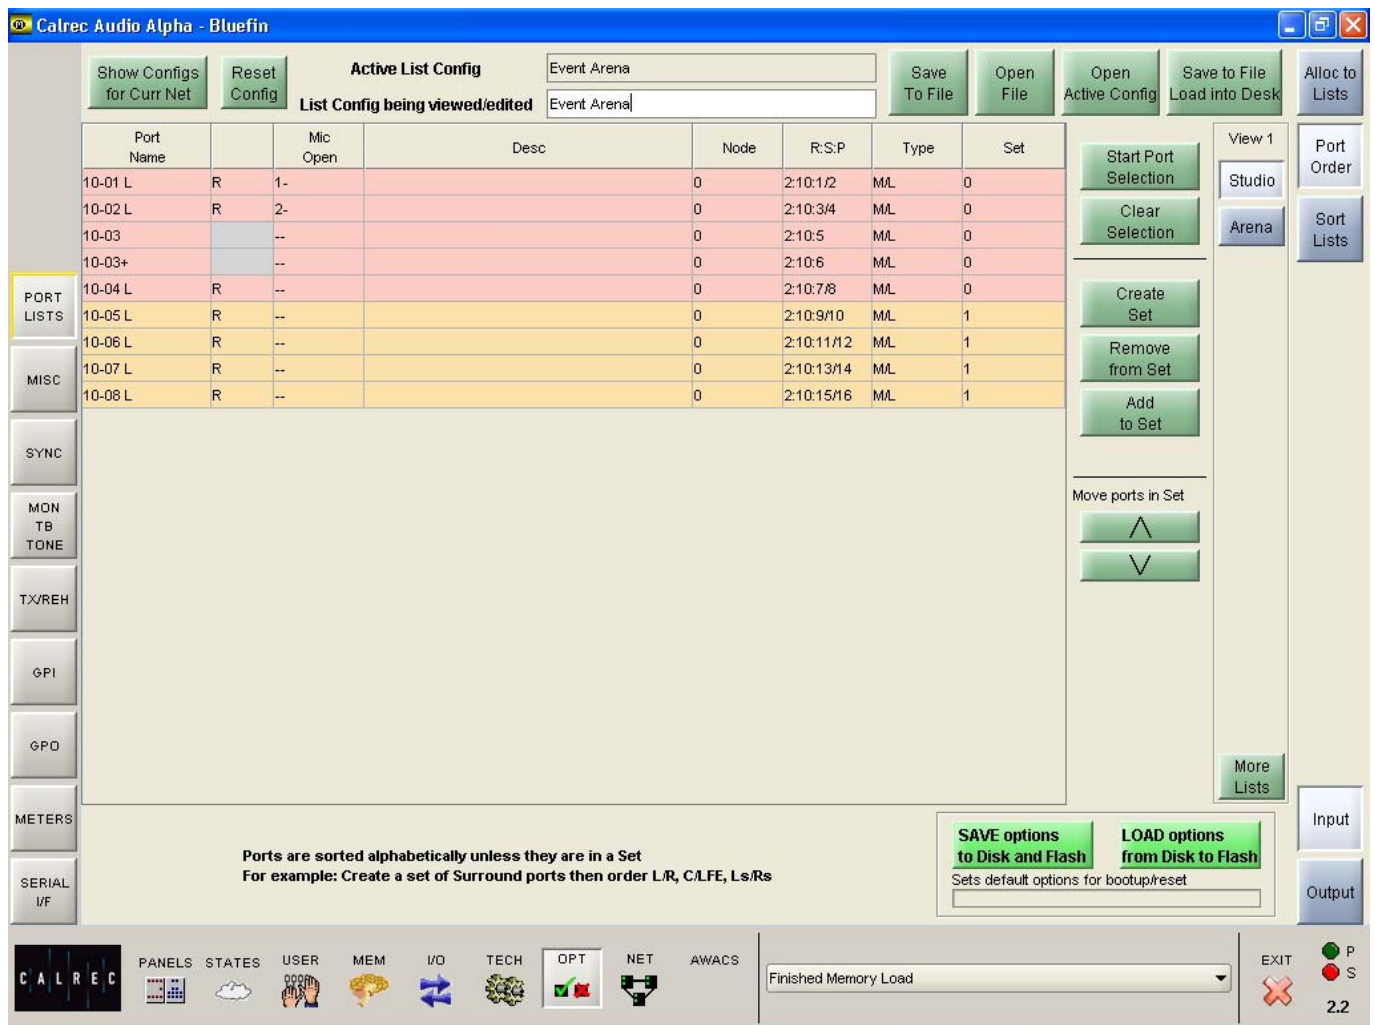 Calrec Audio Alpha - Bluefin
Show Configs
for Curr Net
Reset
Config
Active List Config
Event Arena
List Config being viewed/edited
Event Arena
Save
To File
Open
File
Open
Active Config
Save to File
Load into Desk
Alloc to
Lists
Port
Name
Mic
Open
Desc
Node
R:S:P
Type
Set
10-01 L R 1- 0 2:10:1/2 M/L 0
10-02 L R 2- 0 2:10:3/4 M/L 0
10-03 -- 0 2:10:5 M/L 0
10-03+ -- 0 2:10:6 M/L 0
10-04 L R -- 0 2:10:7/8 M/L 0
10-05 L R -- 0 2:10:9/10 M/L 1
10-06 L R -- 0 2:10:11/12 M/L 1
10-07 L R -- 0 2:10:13/14 M/L 1
10-08 L R -- 0 2:10:15/16 M/L 1
Start Port
Selection
Clear
Selection
Create
Set
Remove
from Set
Add
to Set
Move ports in Set
View 1
Studio
Arena
More
Lists
Port
Order
Sort
Lists
Input
Output
PORT
LISTS
MISC
SYNC
MON
TB
TONE
TX/REH
GPI
GPO
METERS
SERIAL
I/F
Ports are sorted alphabetically unless they are in a Set
For example: Create a set of Surround ports then order L/R, C/LFE, Ls/Rs
SAVE options
to Disk and Flash
LOAD options
from Disk to Flash
Sets default options for bootup/reset
CALREC
PANELS
STATES
USER
MEM
I/O
TECH
OPT
NET
AWACS
Finished Memory Load
EXIT
P
S
2.2